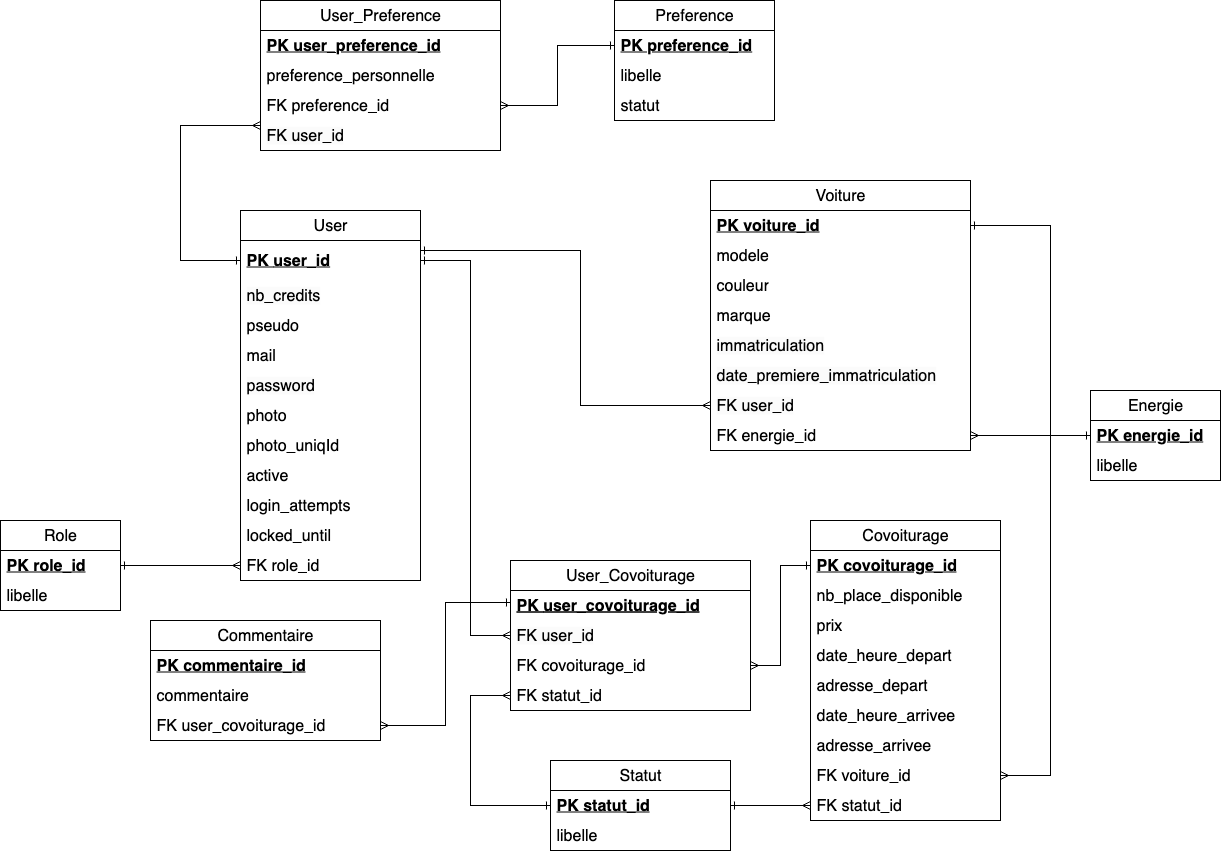 User_Preference
PK user_preference_id
preference_personnelle
FK preference_id
FK user_id
Preference
PK preference_id
libelle
statut
User
PK user_id
nb_credits
pseudo
mail
password
photo
photo_uniqId
active
login_attempts
locked_until
FK role_id
Voiture
PK voiture_id
modele
couleur
marque
immatriculation
date_premiere_immatriculation
FK user_id
FK energie_id
Energie
PK energie_id
libelle
Role
PK role_id
libelle
Commentaire
PK commentaire_id
commentaire
FK user_covoiturage_id
User_Covoiturage
PK user_covoiturage_id
FK user_id
FK covoiturage_id
FK statut_id
Covoiturage
PK covoiturage_id
nb_place_disponible
prix
date_heure_depart
adresse_depart
date_heure_arrivee
adresse_arrivee
FK voiture_id
FK statut_id
Statut
PK statut_id
libelle